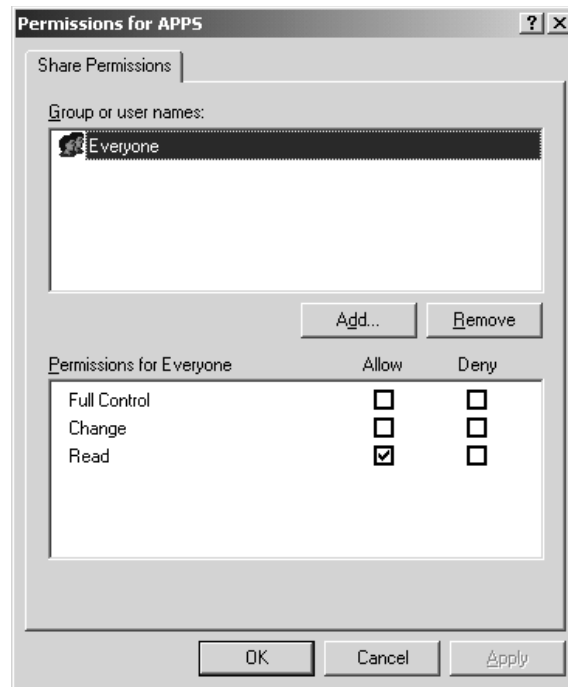 Permissions for APPS
Share Permissions
Group or user names:
Everyone
Add... Remove
Permissions for Everyone Allow Deny
Full Control
Change
Read
OK Cancel Apply